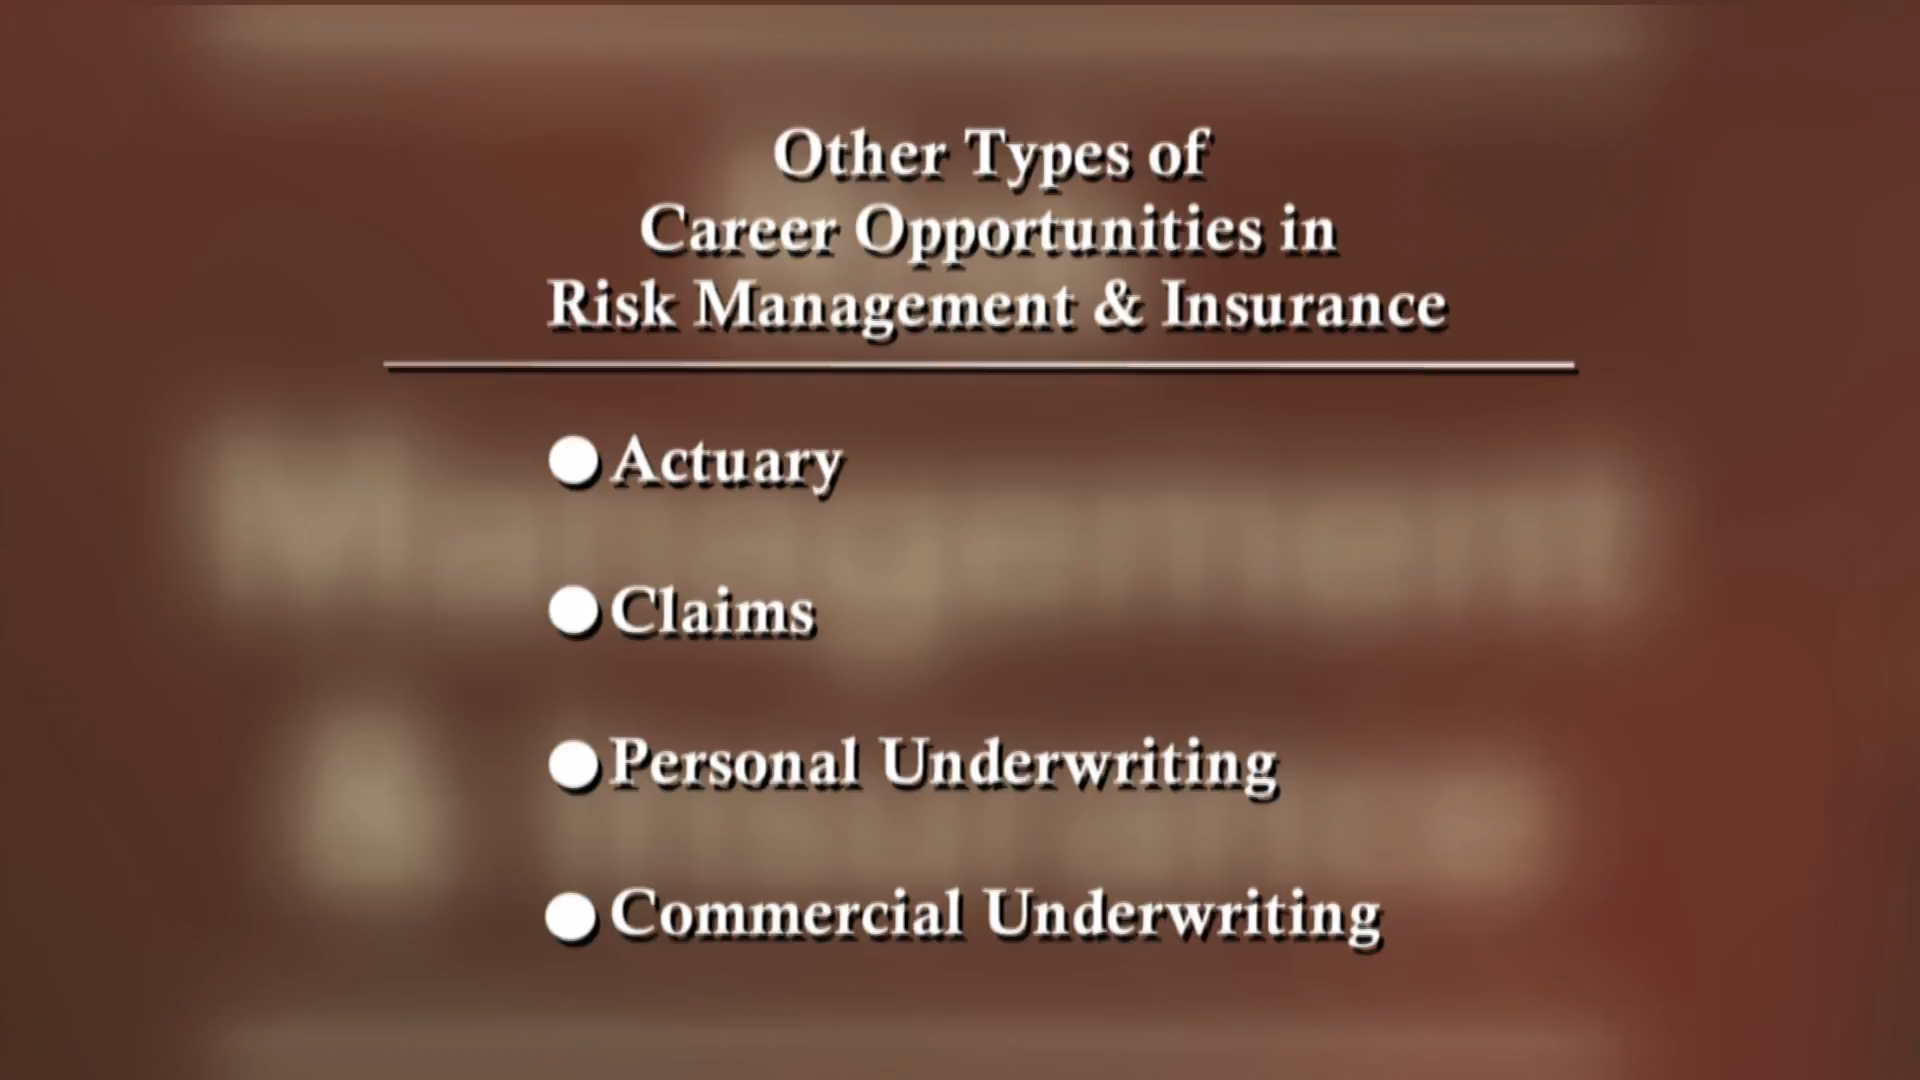 Other Types of
Career Opportunities in
Risk Management & Insurance
● Actuary
● Claims
● Personal Underwriting
● Commercial Underwriting